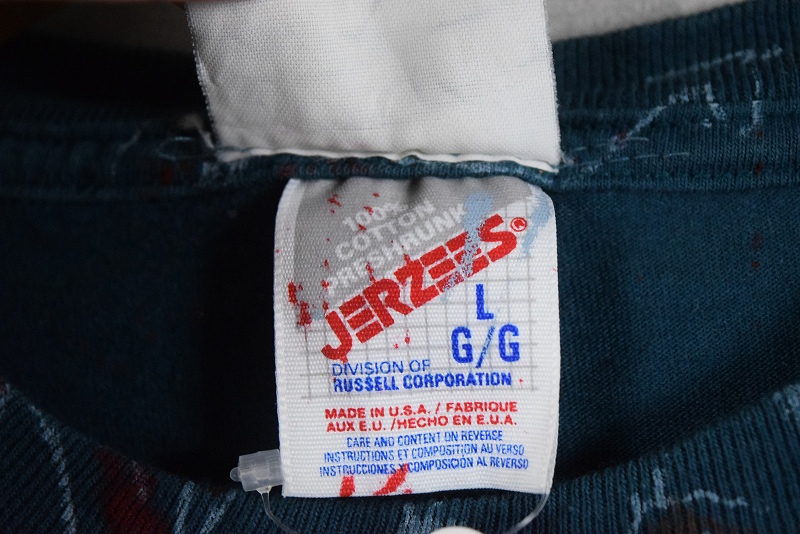 100%
COTTON
PRESHRUNK
JERZEES®
L
G/G
DIVISION OF
RUSSELL CORPORATION
MADE IN U.S.A. / FABRIQUE
AUX E.U. /HECHO EN E.U.A.
CARE AND CONTENT ON REVERSE
INSTRUCTIONS ET COMPOSITION AU VERSO
INSTRUCCIONES Y COMPOSICIÓN AL REVERSO